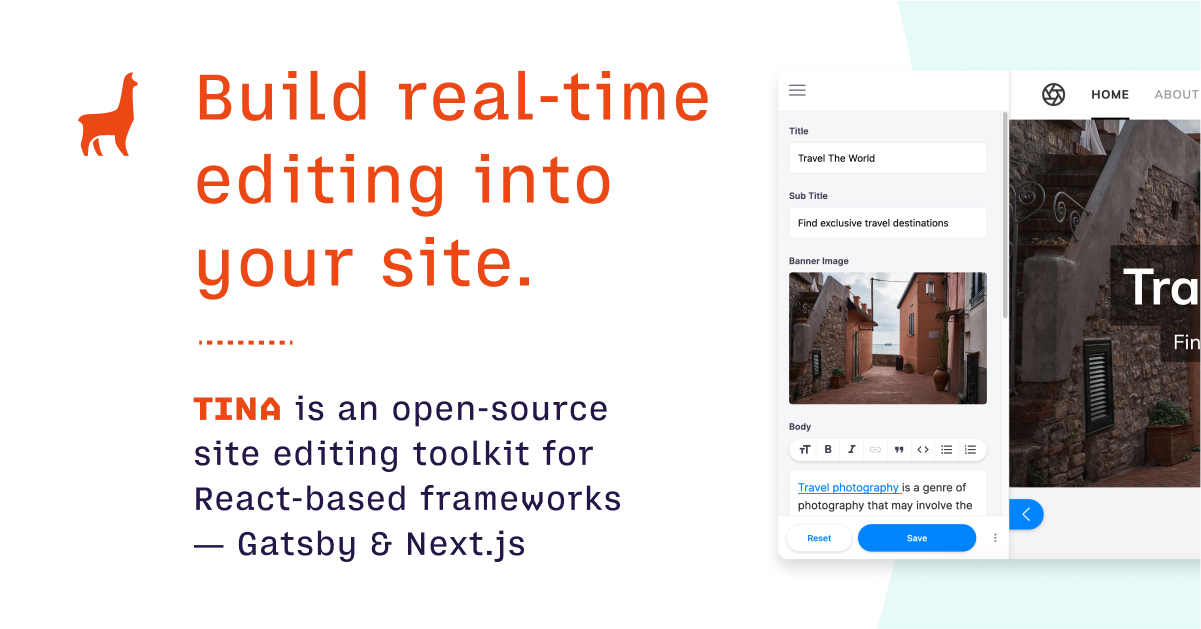 Build real-time
editing into
your site.
TINA is an open-source
site editing toolkit for
React-based frameworks
— Gatsby & Next.js
Title
Travel The World
Sub Title
Find exclusive travel destinations
Banner Image
Body
B I
Travel photography is a genre of
photography that may involve the
Reset
Save
HOME
ABOUT
Tra
Fin